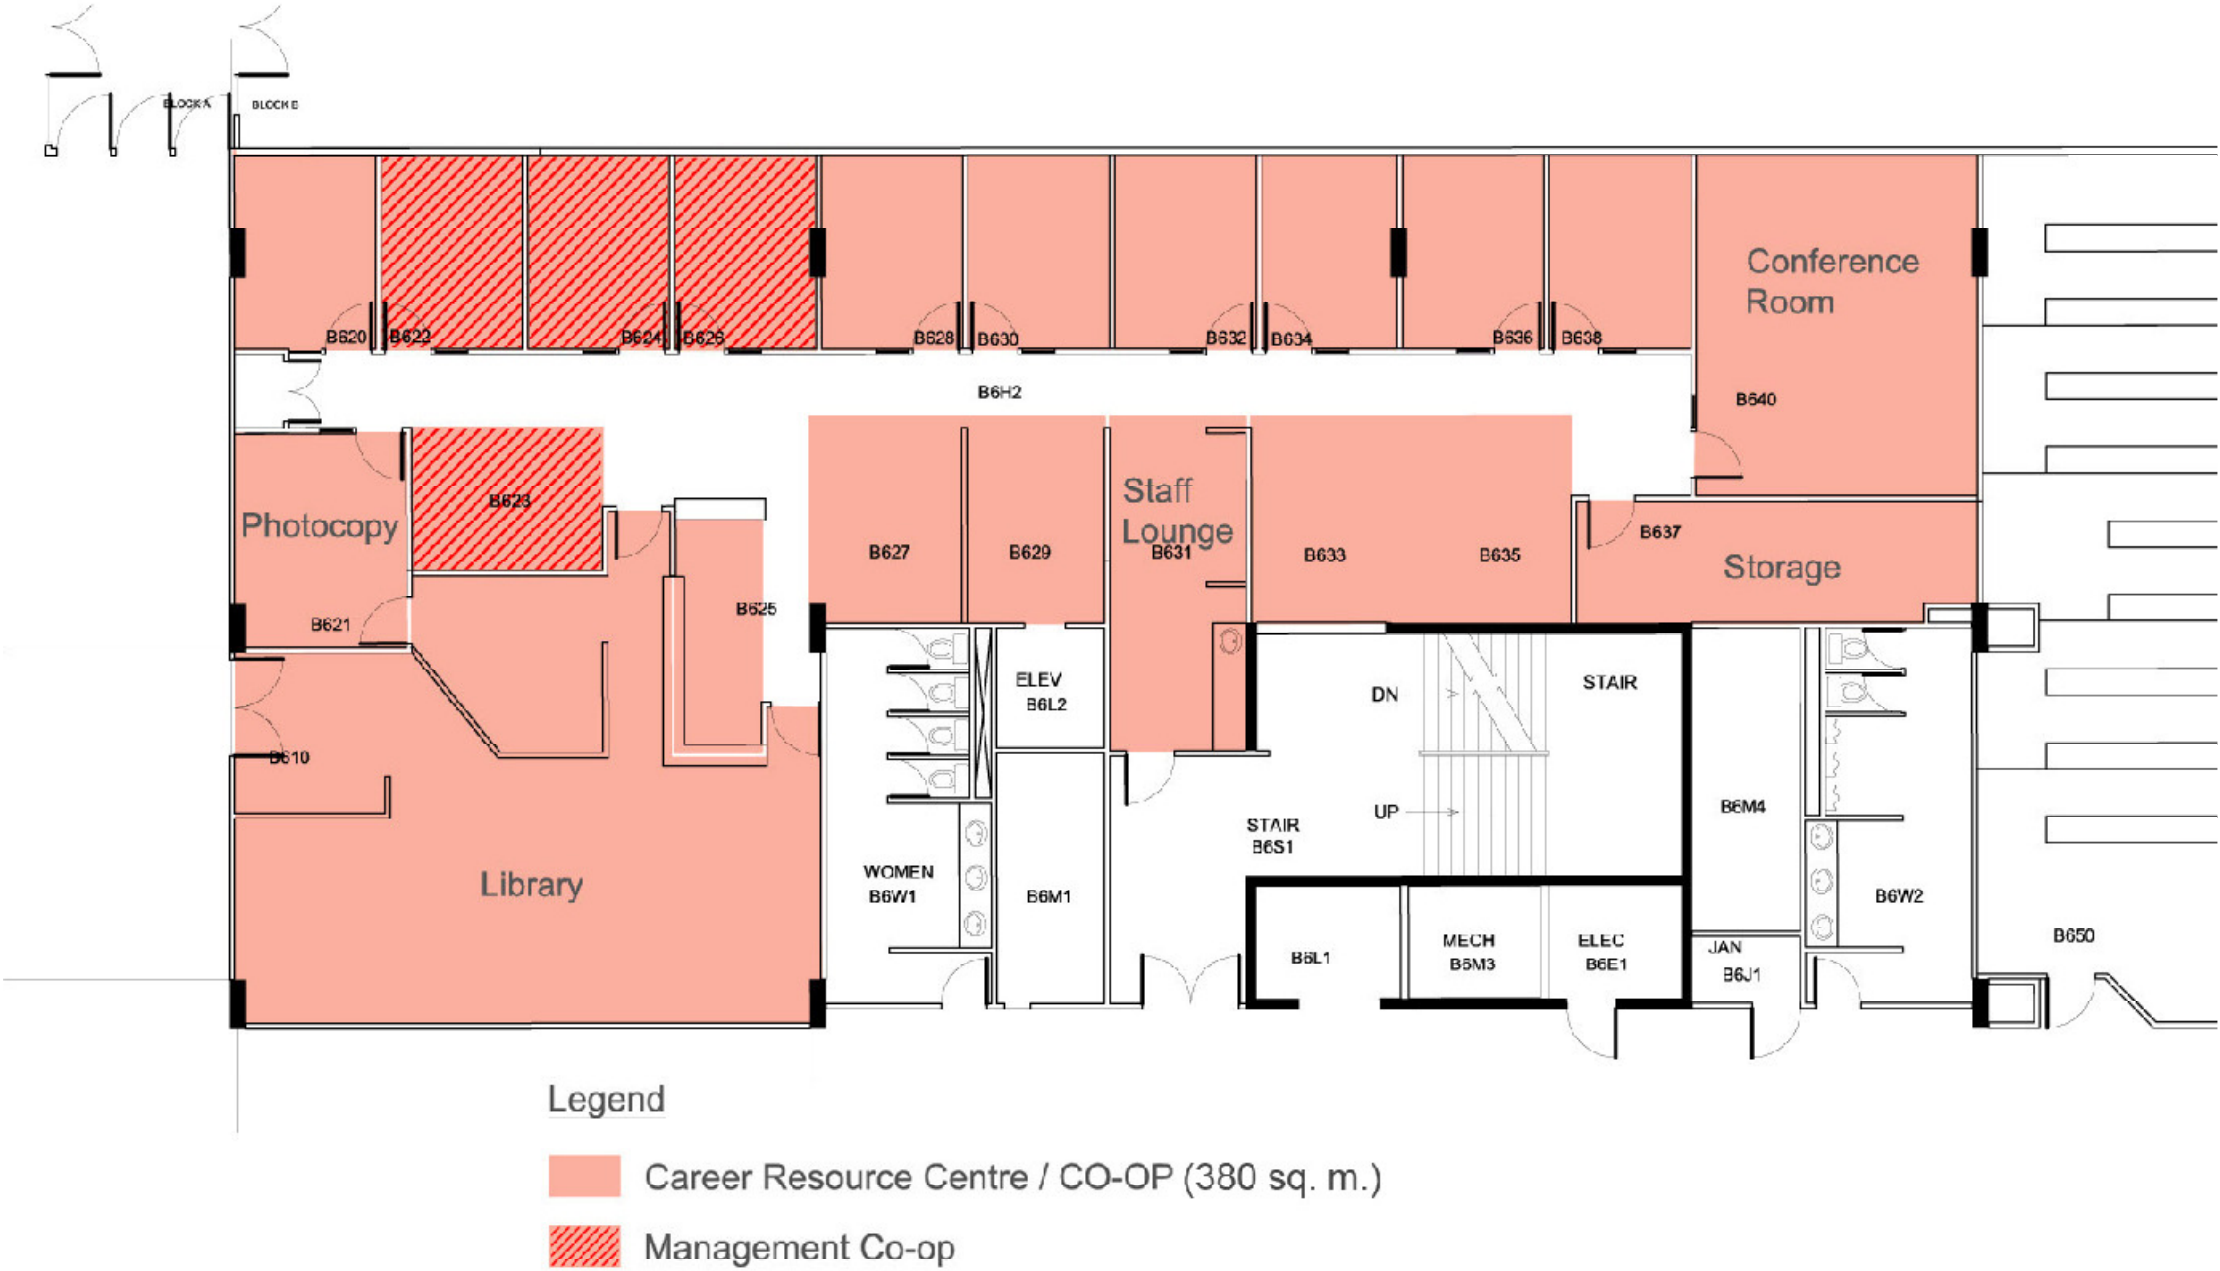 BLOCK A
BLOCK B
Conference
Room
B620
B622
B624
B626
B628
B630
B632
B634
B636
B638
B6H2
B640
B623
Photocopy
Staff
Lounge
B631
B637
B627
B629
B633
B635
Storage
B621
B625
ELEV
B6L2
DN
STAIR
B610
UP
B6M4
STAIR
B6S1
Library
WOMEN
B6W1
B6M1
B6W2
B650
MECH
B6M3
ELEC
B6E1
B6L1
JAN
B6J1
Legend
Career Resource Centre / CO-OP (380 sq. m.)
Management Co-op